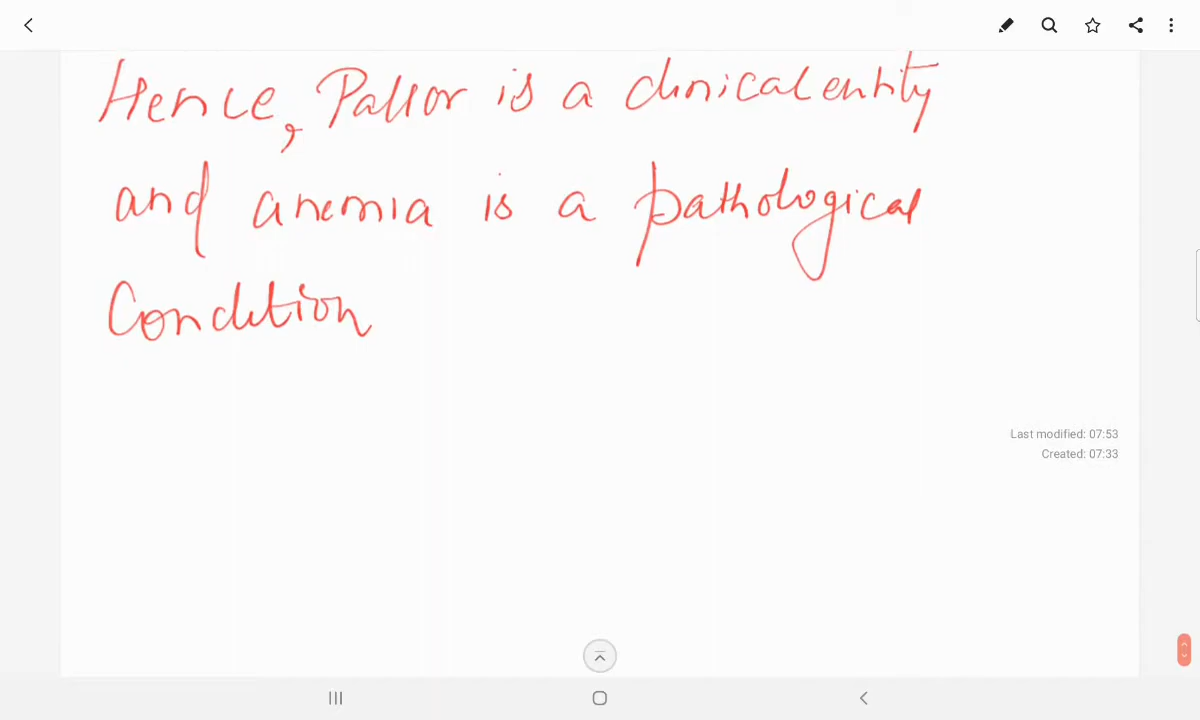 Hence, Pallor is a clinical entity
and anemia is a pathological
Condition
Last modified: 07:53
Created: 07:33